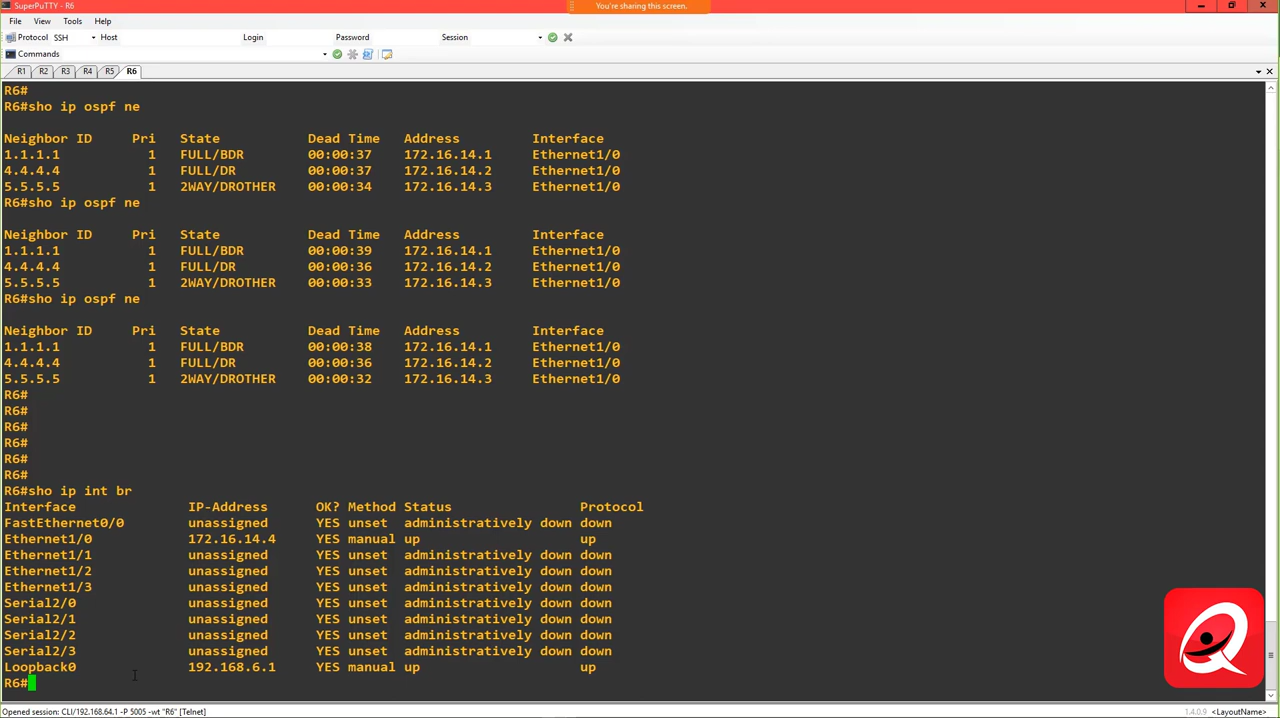 SuperPuTTY - R6
You're sharing this screen.
File View Tools Help
Protocol SSH Host Login Password Session
Commands
R1 R2 R3 R4 R5 R6
R6#
R6#sho ip ospf ne
Neighbor ID Pri State Dead Time Address Interface
1.1.1.1 1 FULL/BDR 00:00:37 172.16.14.1 Ethernet1/0
4.4.4.4 1 FULL/DR 00:00:37 172.16.14.2 Ethernet1/0
5.5.5.5 1 2WAY/DROTHER 00:00:34 172.16.14.3 Ethernet1/0
R6#sho ip ospf ne
Neighbor ID Pri State Dead Time Address Interface
1.1.1.1 1 FULL/BDR 00:00:39 172.16.14.1 Ethernet1/0
4.4.4.4 1 FULL/DR 00:00:36 172.16.14.2 Ethernet1/0
5.5.5.5 1 2WAY/DROTHER 00:00:33 172.16.14.3 Ethernet1/0
R6#sho ip ospf ne
Neighbor ID Pri State Dead Time Address Interface
1.1.1.1 1 FULL/BDR 00:00:38 172.16.14.1 Ethernet1/0
4.4.4.4 1 FULL/DR 00:00:36 172.16.14.2 Ethernet1/0
5.5.5.5 1 2WAY/DROTHER 00:00:32 172.16.14.3 Ethernet1/0
R6#
R6#
R6#
R6#
R6#
R6#
R6#sho ip int br
Interface IP-Address OK? Method Status Protocol
FastEthernet0/0 unassigned YES unset administratively down down
Ethernet1/0 172.16.14.4 YES manual up up
Ethernet1/1 unassigned YES unset administratively down down
Ethernet1/2 unassigned YES unset administratively down down
Ethernet1/3 unassigned YES unset administratively down down
Serial2/0 unassigned YES unset administratively down down
Serial2/1 unassigned YES unset administratively down down
Serial2/2 unassigned YES unset administratively down down
Serial2/3 unassigned YES unset administratively down down
Loopback0 192.168.6.1 YES manual up up
R6#
Opened session: CLI/192.168.64.1 -P 5005 -wt "R6" [Telnet]
1.4.0.9 <LayoutName>